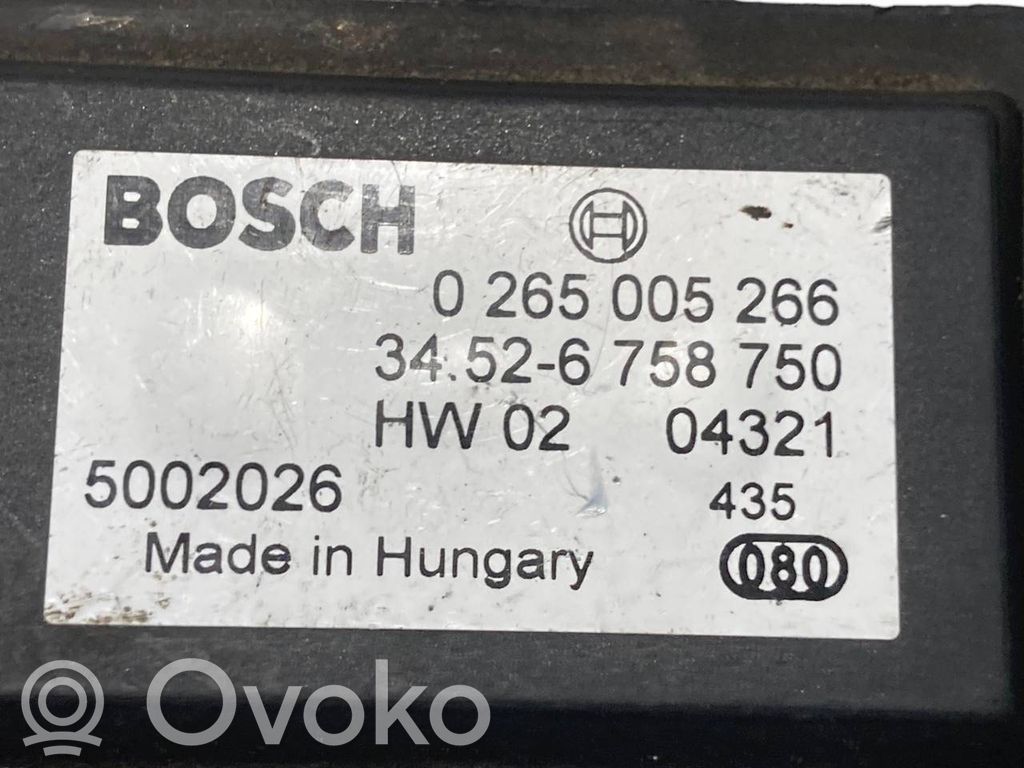 BOSCH
0 265 005 266
34.52-6 758 750
HW 02 04321
5002026 435
Made in Hungary 080
Ovoko